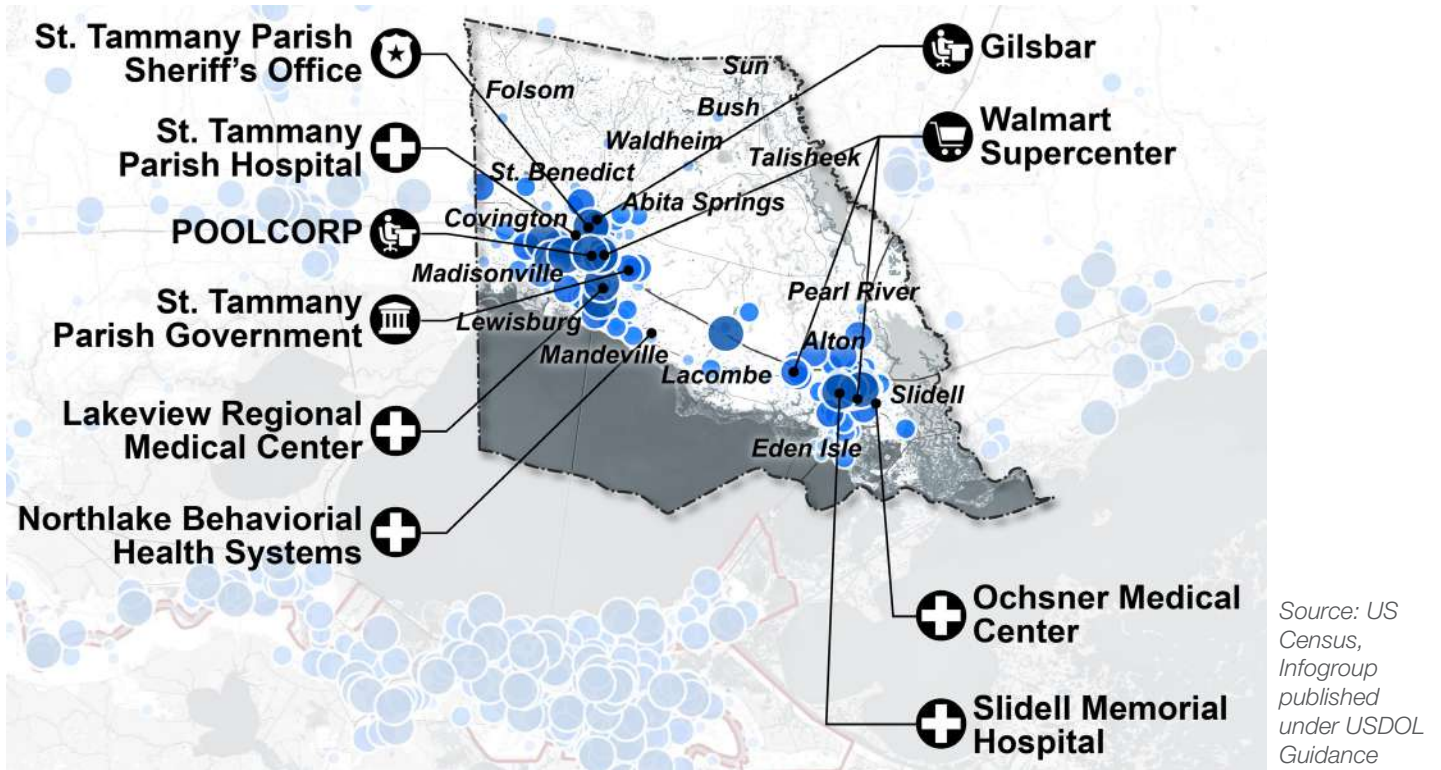 St. Tammany Parish
Sheriff's Office
St. Tammany
Parish Hospital
POOLCORP
St. Tammany
Parish Government
Lakeview Regional
Medical Center
Northlake Behaviorial
Health Systems
Sun
Folsom
Bush
Waldheim
Talisheek
St. Benedict
Abita Springs
Covington
Madisonville
Pearl River
Lewisburg
Alton
Mandeville
Lacombe
Slidell
Eden Isle
Gilsbar
Walmart
Supercenter
Ochsner Medical
Center
Slidell Memorial
Hospital
Source: US
Census,
Infogroup
published
under USDOL
Guidance